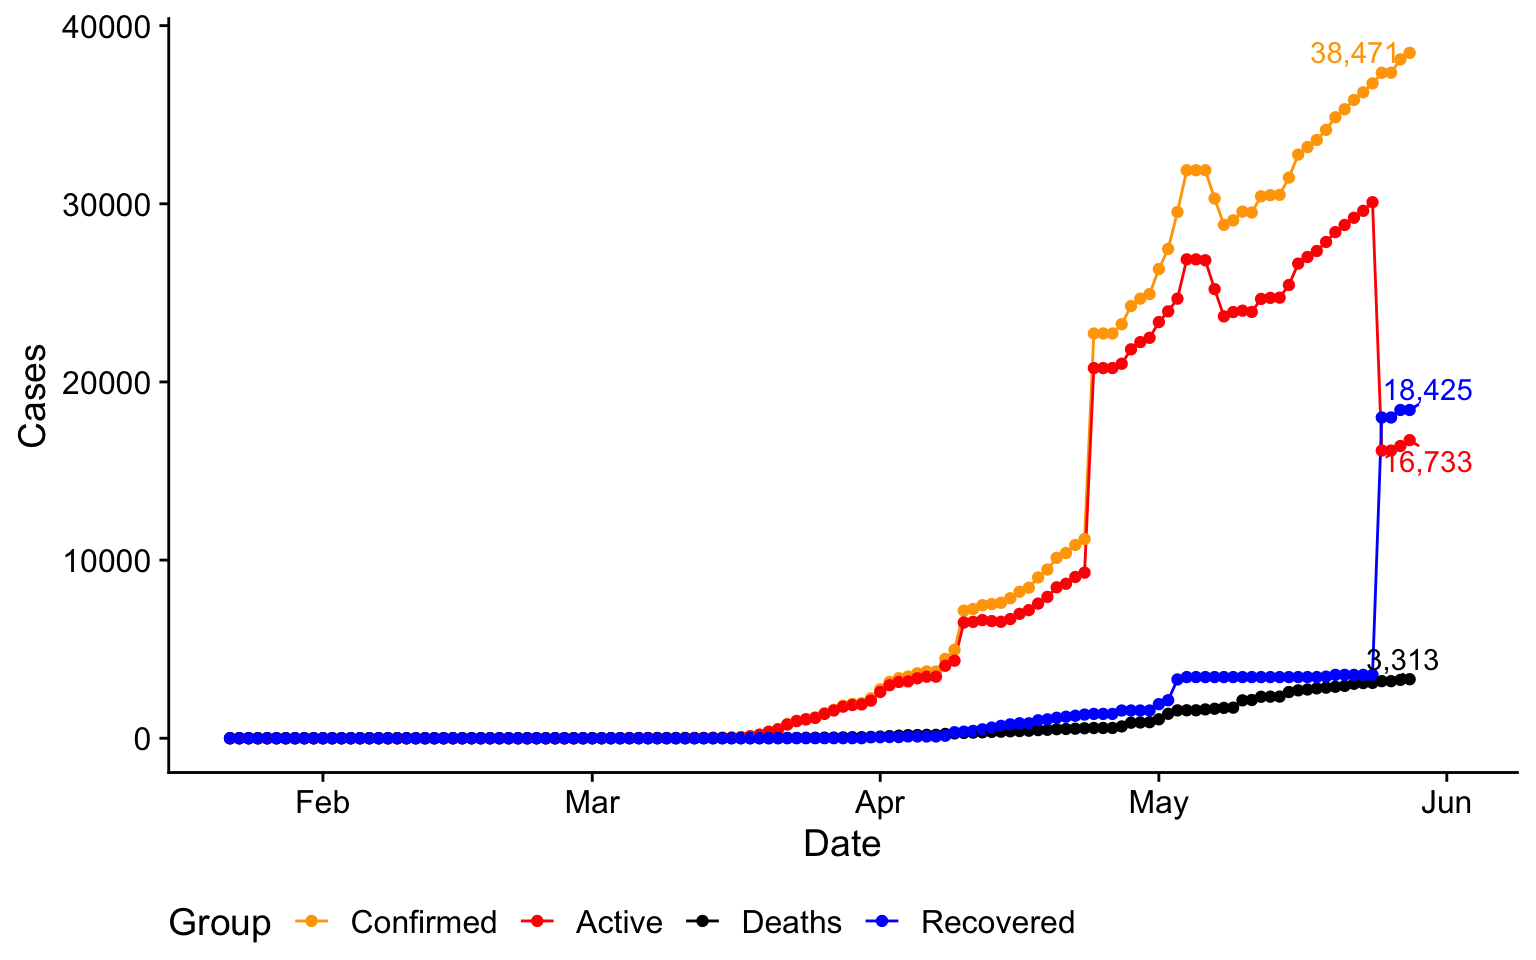 40000
30000
20000
10000
0
Cases
38,471
18,425
16,733
3,313
Feb Mar Apr May Jun
Date
Group Confirmed Active Deaths Recovered